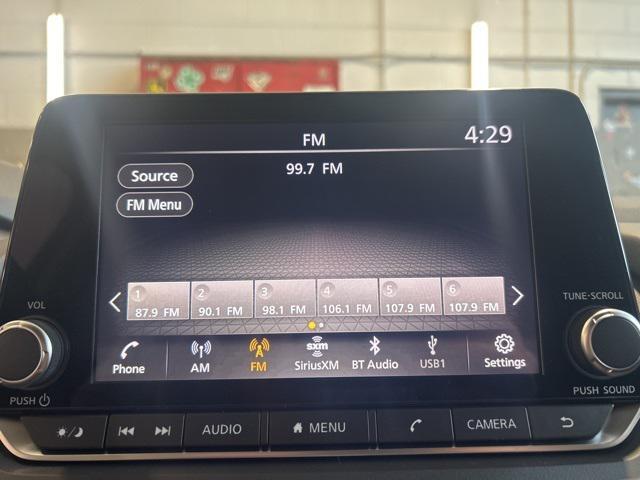 FM
4:29
Source
99.7 FM
FM Menu
1 2 3 4 5 6
87.9 FM 90.1 FM 98.1 FM 106.1 FM 107.9 FM 107.9 FM
VOL
TUNE·SCROLL
sxm
Phone AM FM SiriusXM BT Audio USB1 Settings
PUSH
PUSH SOUND
AUDIO MENU CAMERA